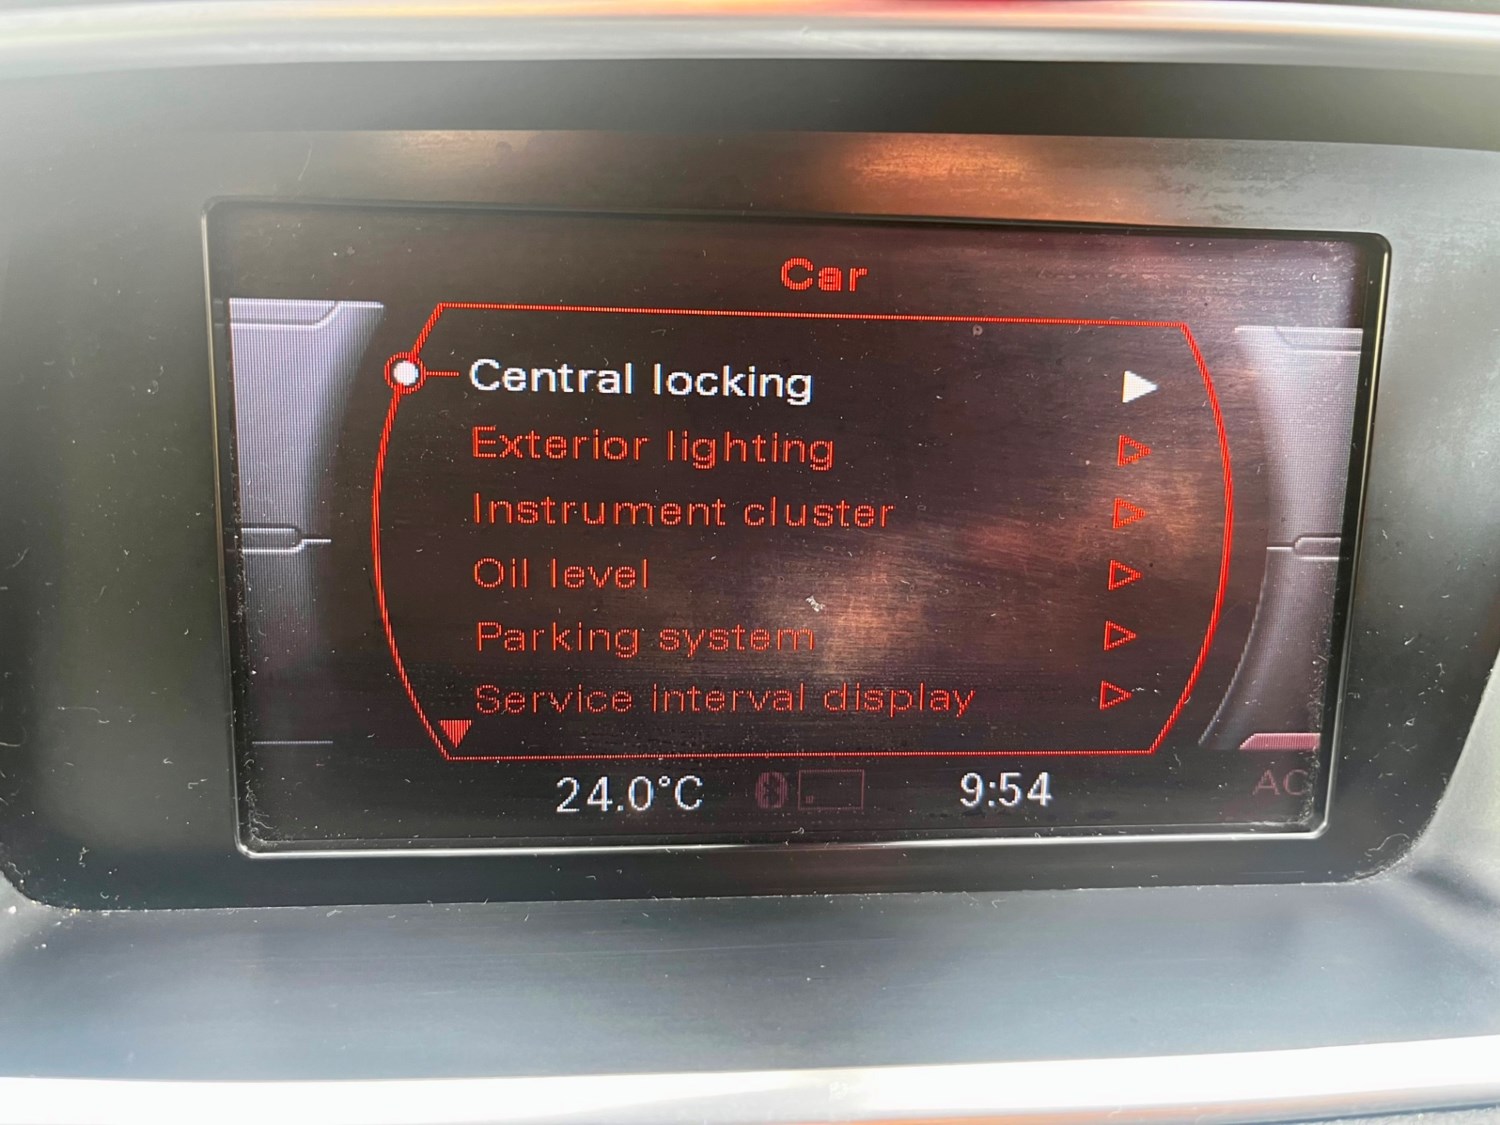 Car
Central locking
Exterior lighting
Instrument cluster
Oil level
Parking system
Service interval display
24.0°C 9:54 AC